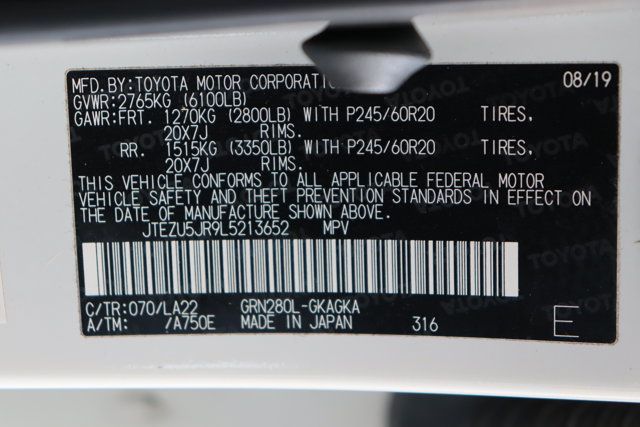 MFD. BY: TOYOTA MOTOR CORPORATION 08/19
GVWR: 2765KG (6100LB)
GAWR: FRT. 1270KG (2800LB) WITH P245/60R20 TIRES.
20X7J RIMS.
RR. 1515KG (3350LB) WITH P245/60R20 TIRES.
20X7J RIMS.
THIS VEHICLE CONFORMS TO ALL APPLICABLE FEDERAL MOTOR
VEHICLE SAFETY AND THEFT PREVENTION STANDARDS IN EFFECT ON
THE DATE OF MANUFACTURE SHOWN ABOVE.
JTEZU5JR9L5213652 MPV
C/TR: 070/LA22 GRN280L-GKAGKA
A/TM: /A750E MADE IN JAPAN 316 E